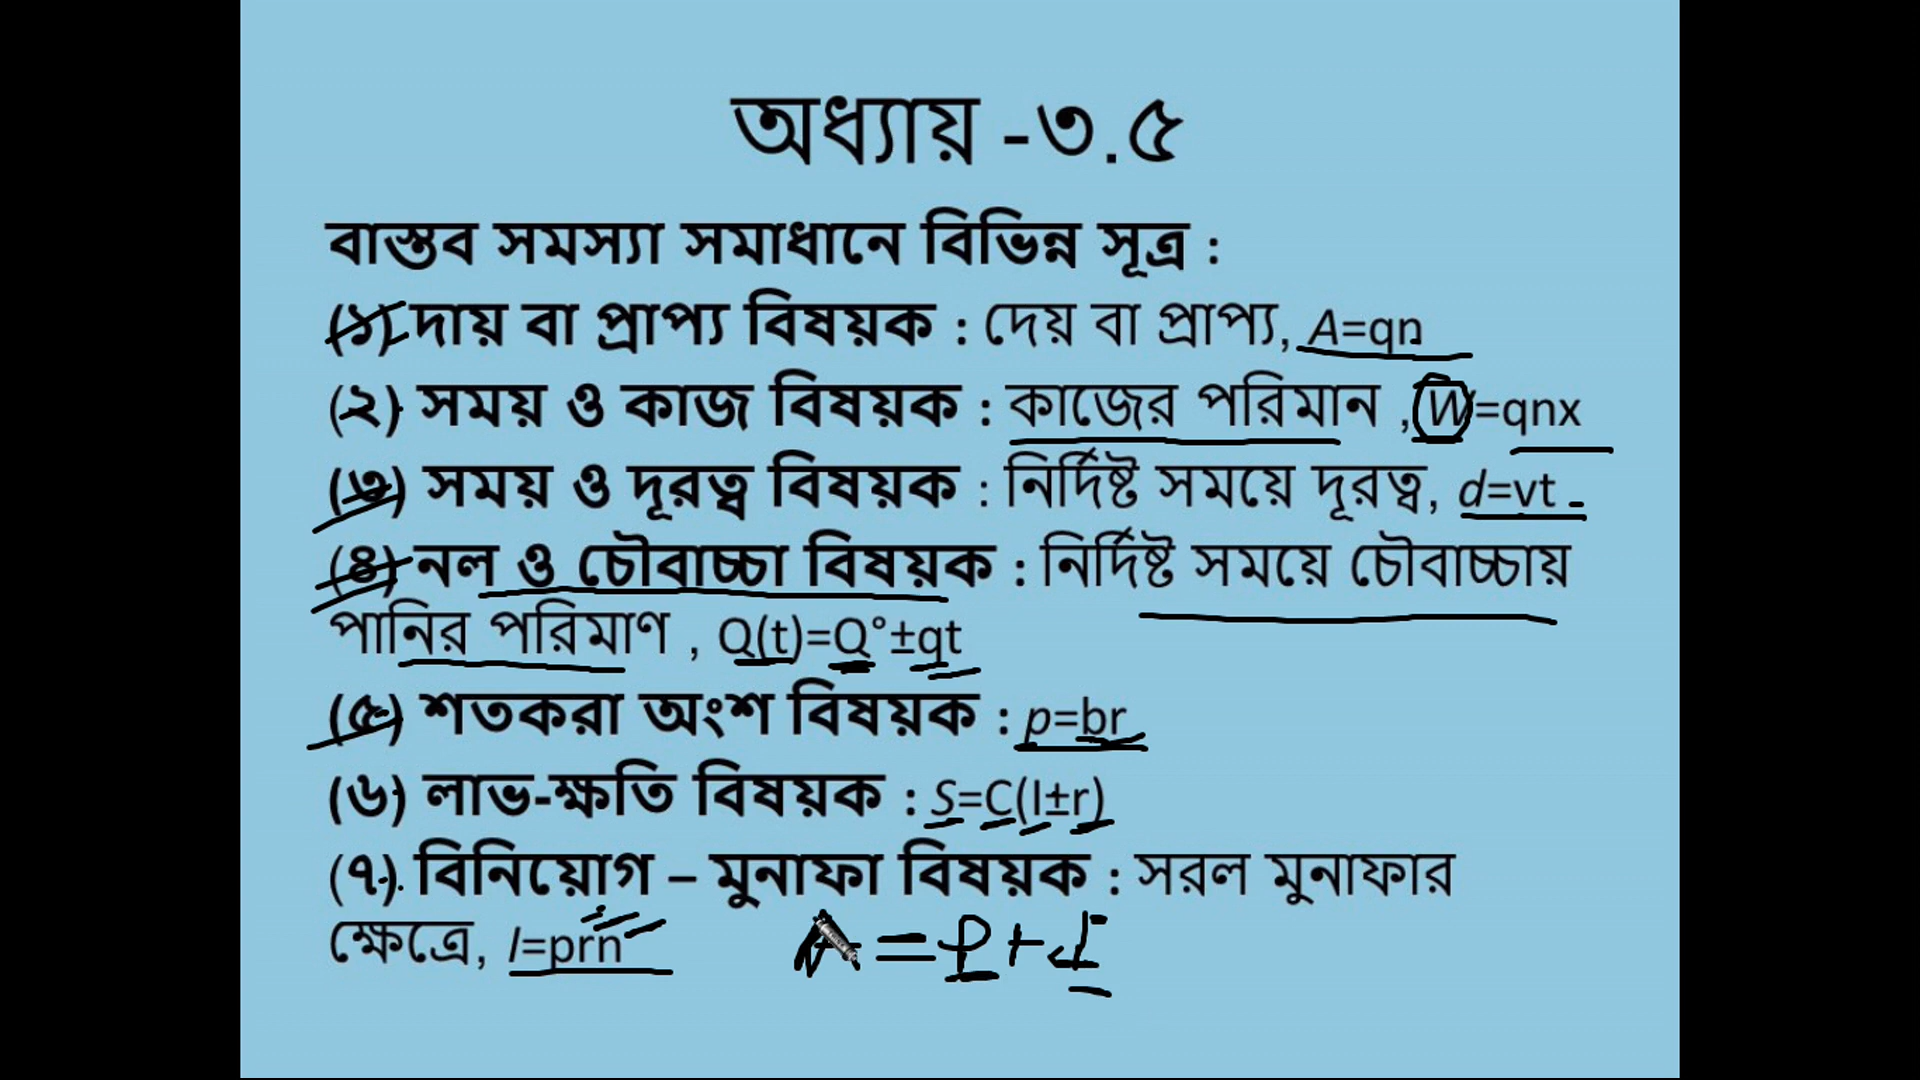 অধ্যায় -৩.৫
বাস্তব সমস্যা সমাধানে বিভিন্ন সূত্র :
(১) দায় বা প্রাপ্য বিষয়ক : দেয় বা প্রাপ্য, A=qn
(২) সময় ও কাজ বিষয়ক : কাজের পরিমান , W=qnx
(৩) সময় ও দূরত্ব বিষয়ক : নির্দিষ্ট সময়ে দূরত্ব, d=vt
(৪) নল ও চৌবাচ্চা বিষয়ক : নির্দিষ্ট সময়ে চৌবাচ্চায়
পানির পরিমাণ , Q(t)=Q°±qt
(৫) শতকরা অংশ বিষয়ক : p=br
(৬) লাভ-ক্ষতি বিষয়ক : S=C(I±r)
(৭) বিনিয়োগ – মুনাফা বিষয়ক : সরল মুনাফার
ক্ষেত্রে, I=prn A=P+I